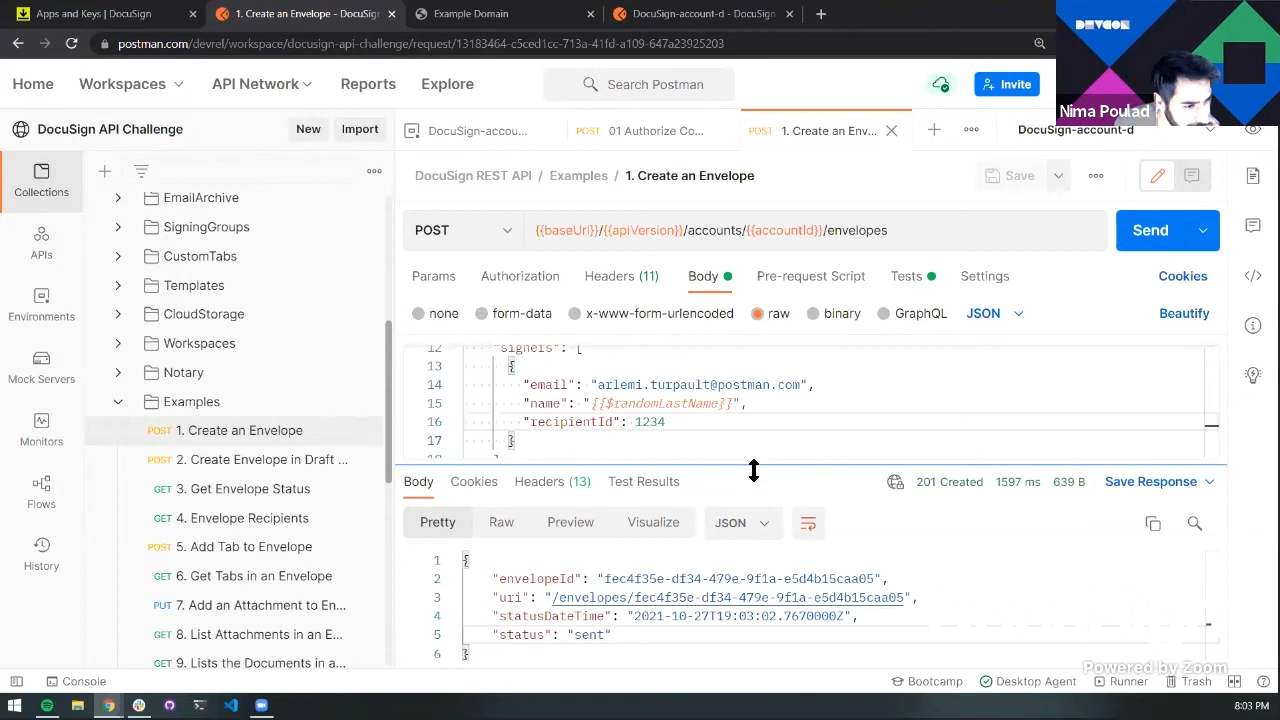 Apps and Keys | DocuSign
1. Create an Envelope - DocuSign
Example Domain
DocuSign-account-d - DocuSign
postman.com/devrel/workspace/docusign-api-challenge/request/13183464-c5ced1cc-713a-41fd-a109-647a23925203
DEVCON
Nima Poulad
Home
Workspaces
API Network
Reports
Explore
Search Postman
Invite
DocuSign API Challenge
New
Import
DocuSign-accou...
POST 01 Authorize Co...
POST 1. Create an Env...
DocuSign-account-d
Collections
APIs
Environments
Mock Servers
Monitors
Flows
History
EmailArchive
SigningGroups
CustomTabs
Templates
CloudStorage
Workspaces
Notary
Examples
POST 1. Create an Envelope
POST 2. Create Envelope in Draft ...
GET 3. Get Envelope Status
GET 4. Envelope Recipients
POST 5. Add Tab to Envelope
GET 6. Get Tabs in an Envelope
PUT 7. Add an Attachment to En...
GET 8. List Attachments in an E...
GET 9. Lists the Documents in a...
DocuSign REST API / Examples / 1. Create an Envelope
Save
POST
{{baseUrl}}/{{apiVersion}}/accounts/{{accountId}}/envelopes
Send
Params
Authorization
Headers (11)
Body
Pre-request Script
Tests
Settings
Cookies
none
form-data
x-www-form-urlencoded
raw
binary
GraphQL
JSON
Beautify
12 "signers": [
13 {
14 "email": "arlemi.turpault@postman.com",
15 "name": "{{$randomLastName}}",
16 "recipientId": 1234
17 }
18 ]
Body
Cookies
Headers (13)
Test Results
201 Created
1597 ms
639 B
Save Response
Pretty
Raw
Preview
Visualize
JSON
1 {
2 "envelopeId": "fec4f35e-df34-479e-9f1a-e5d4b15caa05",
3 "uri": "/envelopes/fec4f35e-df34-479e-9f1a-e5d4b15caa05",
4 "statusDateTime": "2021-10-27T19:03:02.7670000Z",
5 "status": "sent"
6 }
Powered by Zoom
Console
Bootcamp
Desktop Agent
Runner
Trash
8:03 PM